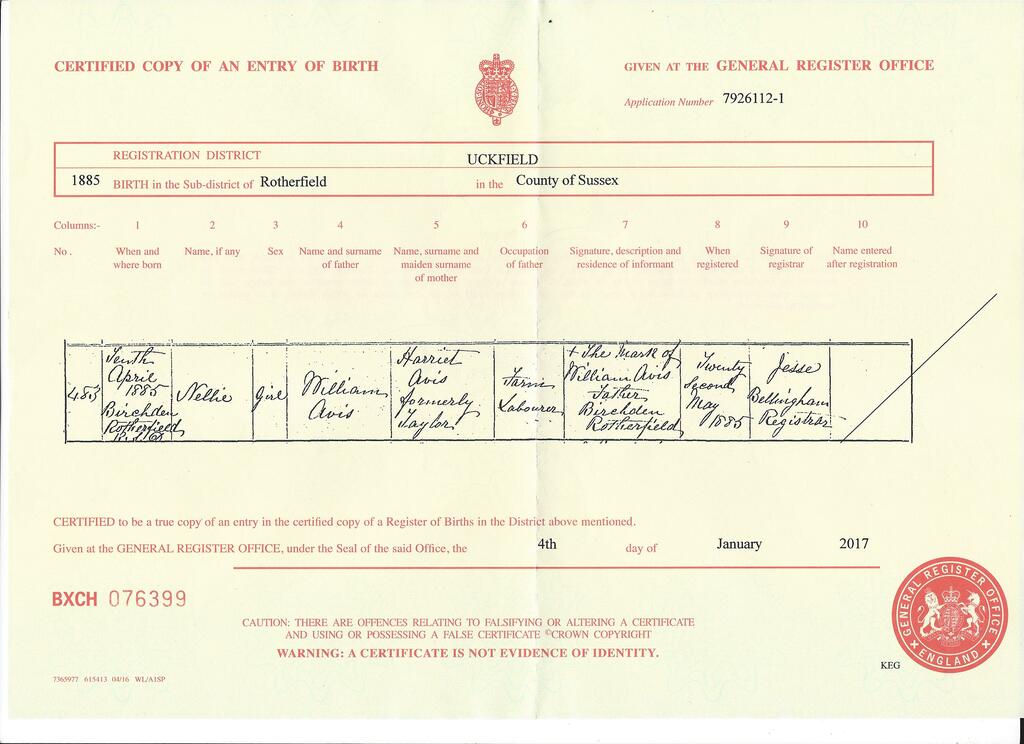 CERTIFIED COPY OF AN ENTRY OF BIRTH
GIVEN AT THE GENERAL REGISTER OFFICE
Application Number 7926112-1
REGISTRATION DISTRICT UCKFIELD
1885 BIRTH in the Sub-district of Rotherfield in the County of Sussex
Columns:- 1 2 3 4 5 6 7 8 9 10
No. When and where born
Name, if any
Sex
Name and surname of father
Name, surname and maiden surname of mother
Occupation of father
Signature, description and residence of informant
When registered
Signature of registrar
Name entered after registration
483
Tenth
April
1885
Birchden
Rotherfield
Nellie
Girl
William
Avis
Harriet
Avis
formerly
Taylor
Farm
Labourer
+ The mark of
William Avis
Father
Birchden
Rotherfield
Twenty
Second
May
1885
Jesse
Bellingham
Registrar
CERTIFIED to be a true copy of an entry in the certified copy of a Register of Births in the District above mentioned.
Given at the GENERAL REGISTER OFFICE, under the Seal of the said Office, the 4th day of January 2017
BXCH 076399
CAUTION: THERE ARE OFFENCES RELATING TO FALSIFYING OR ALTERING A CERTIFICATE
AND USING OR POSSESSING A FALSE CERTIFICATE ©CROWN COPYRIGHT
WARNING: A CERTIFICATE IS NOT EVIDENCE OF IDENTITY.
GENERAL REGISTER OFFICE
ENGLAND
KEG
7365977 615413 04/16 WL/A1SP